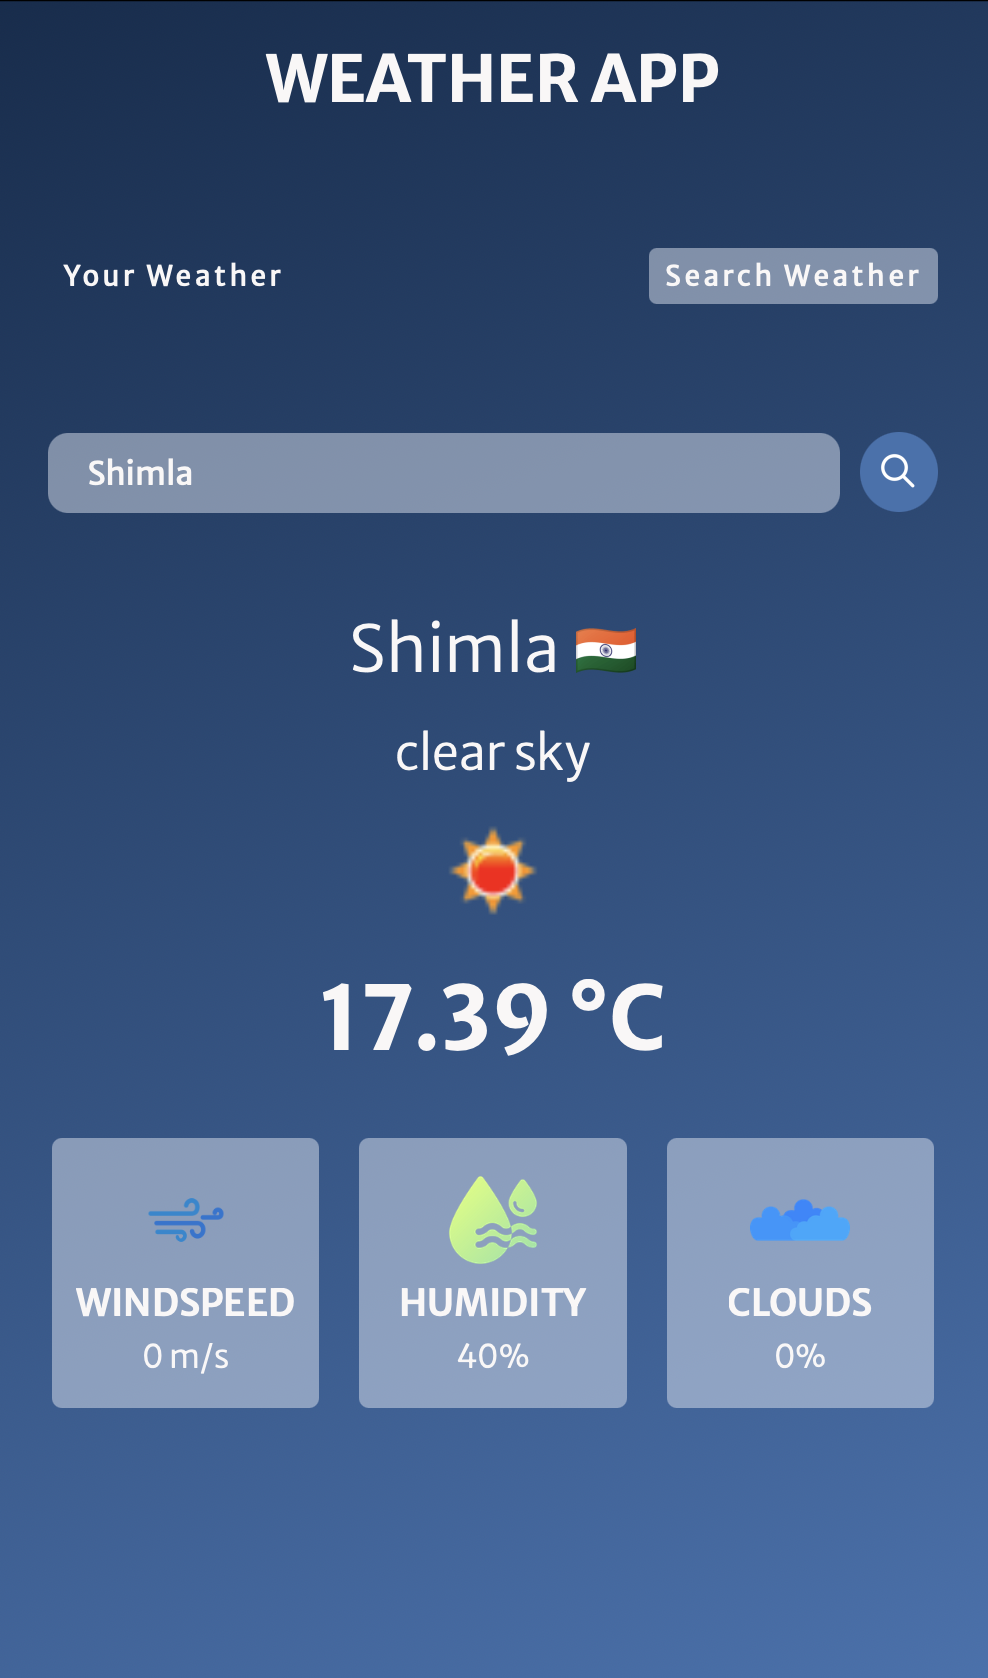 WEATHER APP
Your Weather
Search Weather
Shimla
Shimla
clear sky
17.39 °C
WINDSPEED
0 m/s
HUMIDITY
40%
CLOUDS
0%